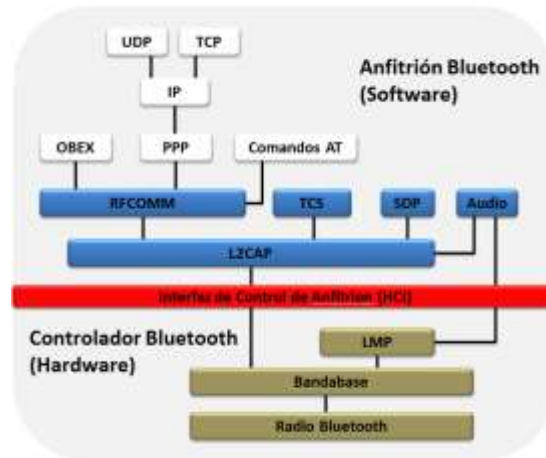 UDP TCP
Anfitrión Bluetooth
(Software)
IP
OBEX PPP Comandos AT
RFCOMM TCS SDP Audio
L2CAP
Interfaz de Control de Anfitrion (HCI)
Controlador Bluetooth
(Hardware)
LMP
Bandabase
Radio Bluetooth